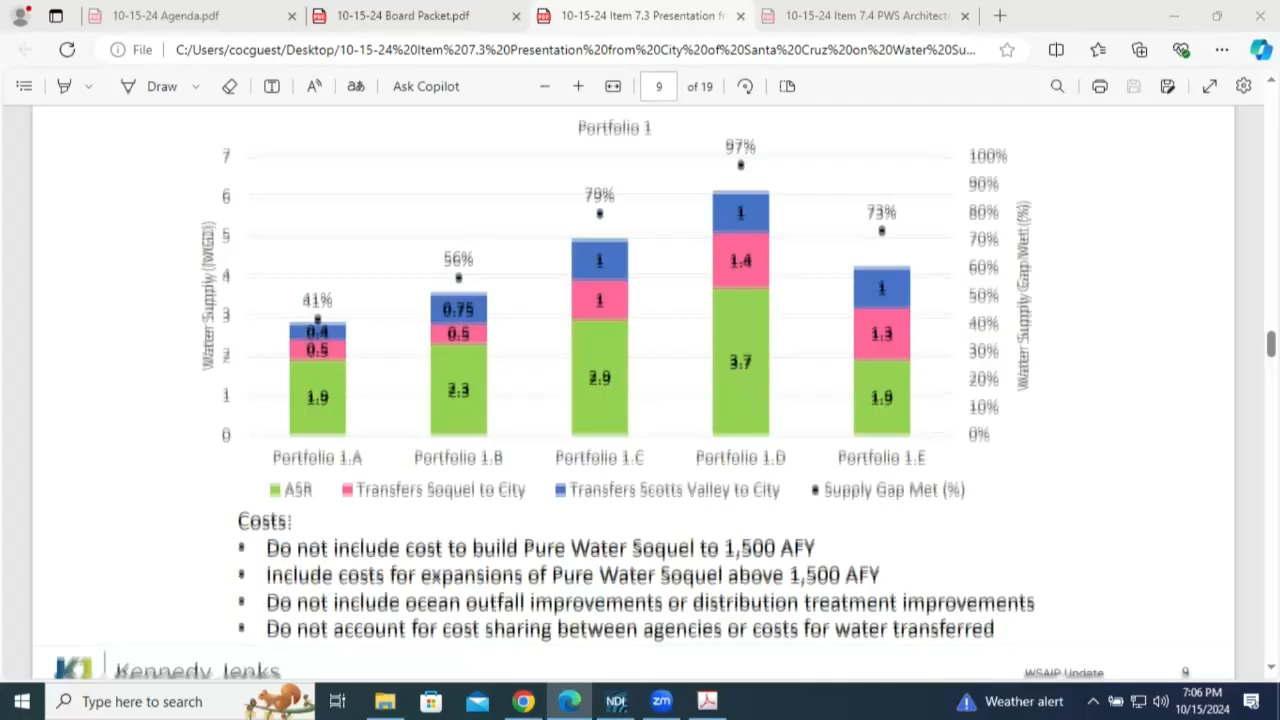 10-15-24 Agenda.pdf
10-15-24 Board Packet.pdf
10-15-24 Item 7.3 Presentation fr
10-15-24 Item 7.4 PWS Architect
File
C:/Users/cocguest/Desktop/10-15-24%20Item%207.3%20Presentation%20from%20City%20of%20Santa%20Cruz%20on%20Water%20Su...
Draw
Ask Copilot
9 of 19
Portfolio 1
Water Supply (MGD)
7
6
5
4
3
2
1
0
100%
90%
80%
70%
60%
50%
40%
30%
20%
10%
0%
Water Supply Gap Met (%)
41%
0.4
0.5
1.9
56%
0.75
0.5
2.3
79%
1
1
2.9
97%
1
1.4
3.7
73%
1
1.3
1.9
Portfolio 1.A Portfolio 1.B Portfolio 1.C Portfolio 1.D Portfolio 1.E
ASR Transfers Soquel to City Transfers Scotts Valley to City Supply Gap Met (%)
Costs:
• Do not include cost to build Pure Water Soquel to 1,500 AFY
• Include costs for expansions of Pure Water Soquel above 1,500 AFY
• Do not include ocean outfall improvements or distribution treatment improvements
• Do not account for cost sharing between agencies or costs for water transferred
KJ Kennedy Jenks
WSAIP Update 9
Type here to search
Weather alert
7:06 PM
10/15/2024